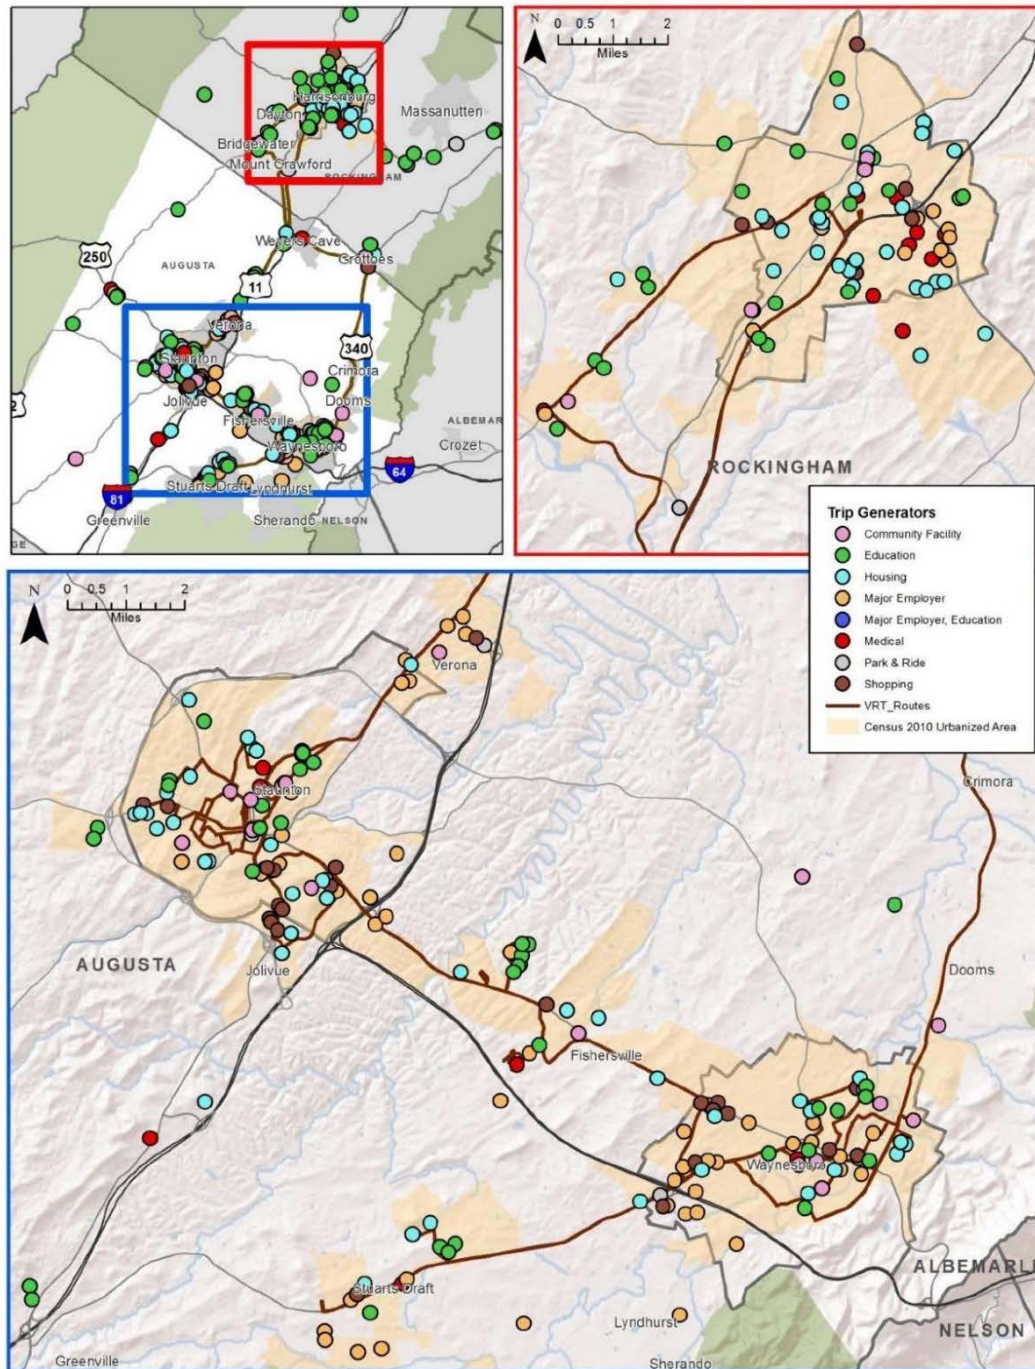 Harrisonburg
Dayton
Massanutten
Bridgewater
Mount Crawford
ROCKINGHAM
Weyers Cave
250
AUGUSTA
Grottoes
11
Verona
340
Staunton
Crimora
Jolivue
Dooms
Fishersville
ALBEMAR
Waynesboro
Crozet
64
Stuarts Draft
Lyndhurst
81
Greenville
Sherando
NELSON
GE
N
0 0.5 1 2
Miles
ROCKINGHAM
Trip Generators
Community Facility
Education
Housing
Major Employer
Major Employer, Education
Medical
Park & Ride
Shopping
VRT_Routes
Census 2010 Urbanized Area
N
0 0.5 1 2
Miles
Verona
Crimora
Staunton
AUGUSTA
Jolivue
Dooms
Fishersville
Waynesboro
ALBEMARL
Stuarts Draft
Lyndhurst
NELSON
Greenville
Sherando